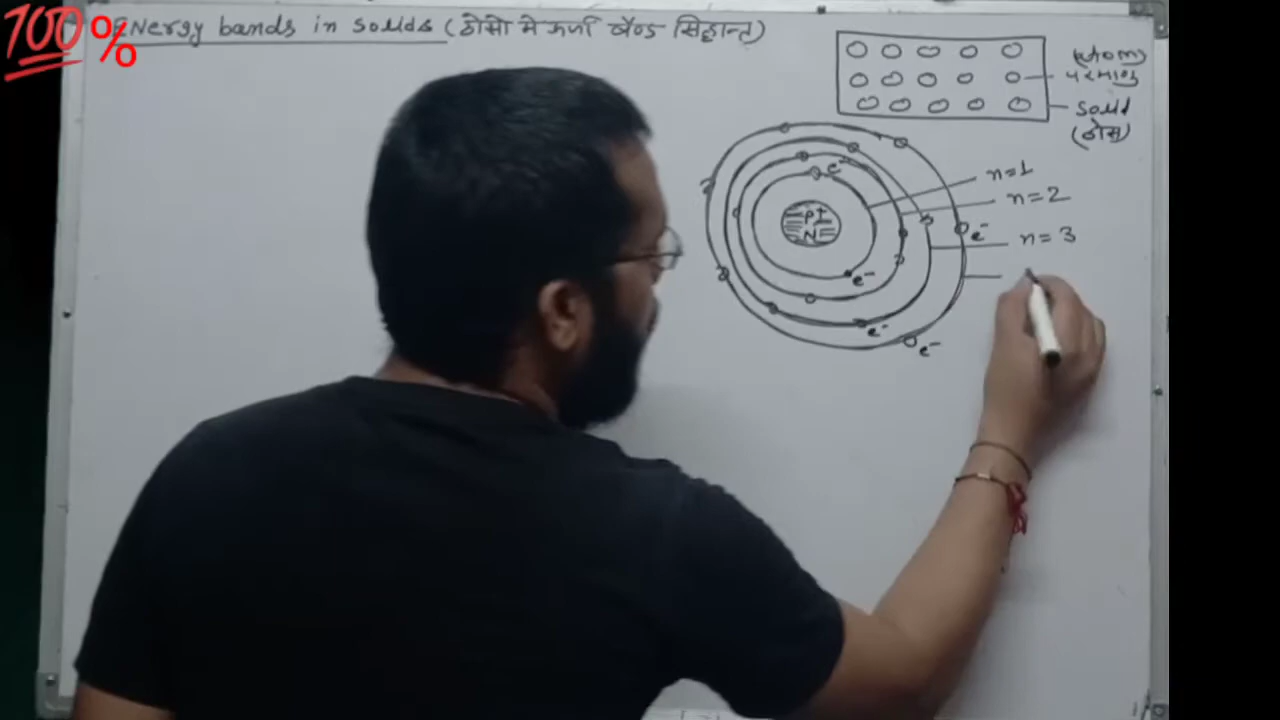 100%
Energy bands in solids (ठोसो मे ऊर्जा बैण्ड सिद्धान्त)
(atom)
परमाणु
solid
(ठोस)
n=1
n=2
n=3
e⁻
P+
N
e⁻
e⁻
e⁻
e⁻